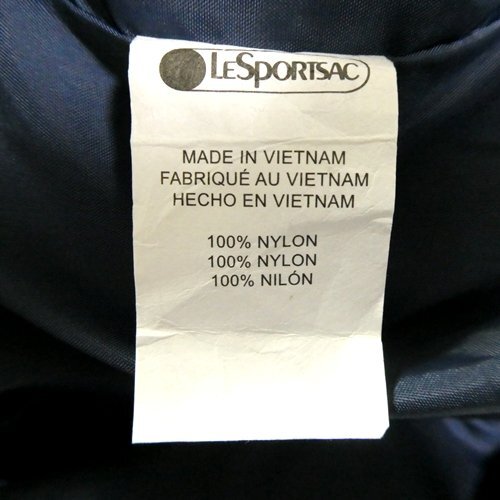 LeSportsac
MADE IN VIETNAM
FABRIQUÉ AU VIETNAM
HECHO EN VIETNAM
100% NYLON
100% NYLON
100% NILÓN